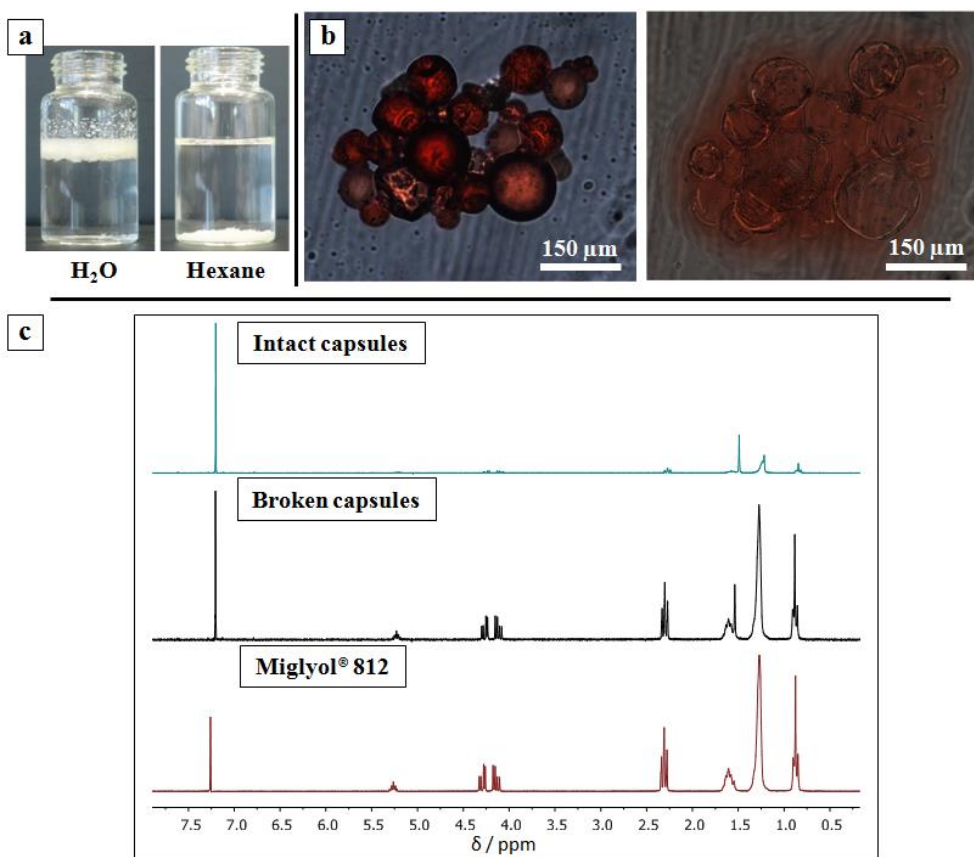 a
b
H₂O
Hexane
150 µm
150 µm
c
Intact capsules
Broken capsules
Miglyol® 812
7.5 7.0 6.5 6.0 5.5 5.0 4.5 4.0 3.5 3.0 2.5 2.0 1.5 1.0 0.5
δ / ppm